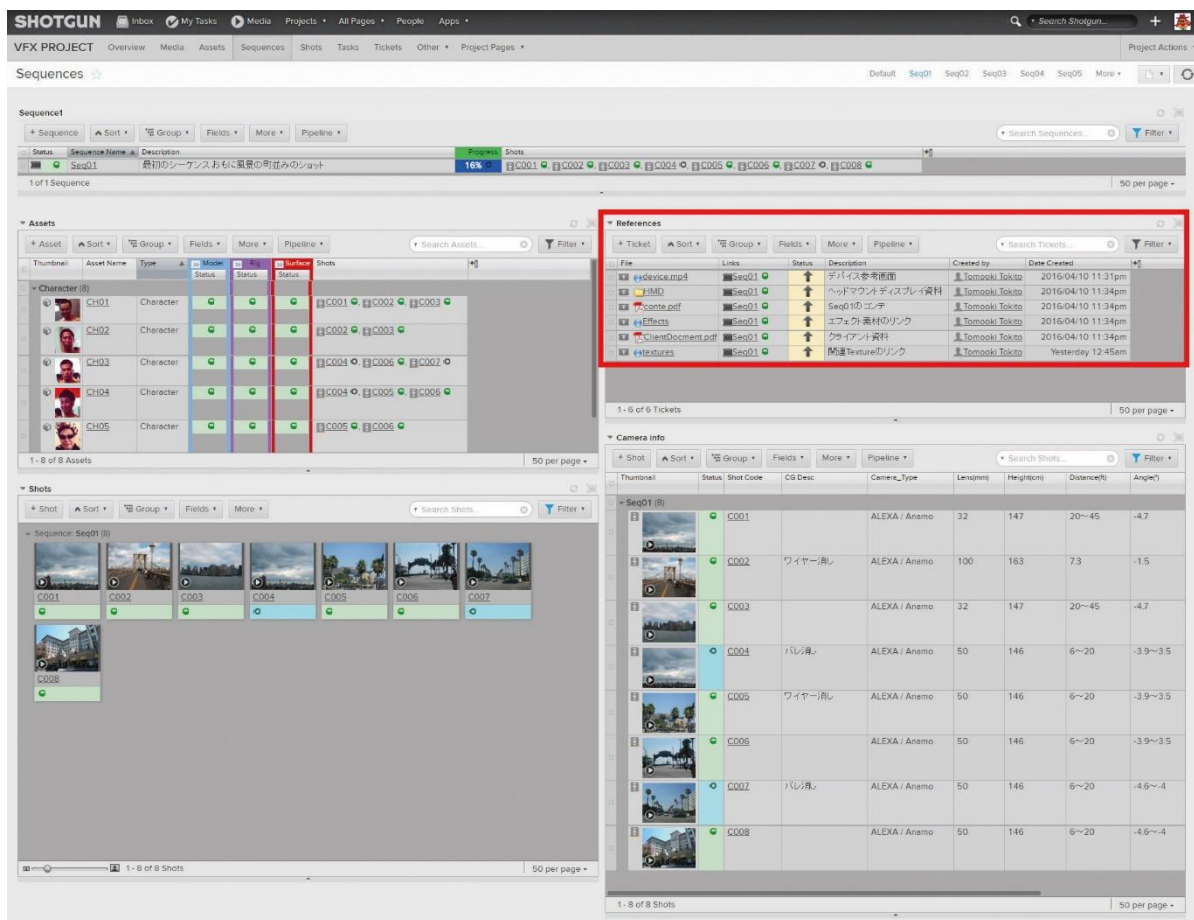 SHOTGUN Inbox My Tasks Media Projects All Pages People Apps Search Shotgun... +
VFX PROJECT Overview Media Assets Sequences Shots Tasks Tickets Other Project Pages Project Actions
Sequences Default Seq01 Seq02 Seq03 Seq04 Seq05 More
Sequence1
+ Sequence Sort Group Fields More Pipeline Search Sequences... Filter
Status Sequence Name Description Progress Shots
Seq01 最初のシーケンス おもに風景の町並みのショット 16% C001, C002, C003, C004, C005, C006, C007, C008
1 of 1 Sequence 50 per page
Assets
+ Asset Sort Group Fields More Pipeline Search Assets... Filter
Thumbnail Asset Name Type Model Rig Surface Shots
Status Status Status
Character (8)
CH01 Character C001, C002, C003
CH02 Character C002, C003
CH03 Character C004, C006, C007
CH04 Character C004, C005, C006
CH05 Character C005, C006
1 - 8 of 8 Assets 50 per page
Shots
+ Shot Sort Group Fields More Search Shots... Filter
Sequence: Seq01 (8)
C001 C002 C003 C004 C005 C006 C007
C008
1 - 8 of 8 Shots 50 per page
References
+ Ticket Sort Group Fields More Pipeline Search Tickets... Filter
File Links Status Description Created by Date Created
device.mp4 Seq01 デバイス参考画面 Tomooki Tokito 2016/04/10 11:31pm
HMD Seq01 ヘッドマウントディスプレイ資料 Tomooki Tokito 2016/04/10 11:34pm
conte.pdf Seq01 Seq01のコンテ Tomooki Tokito 2016/04/10 11:34pm
Effects Seq01 エフェクト素材のリンク Tomooki Tokito 2016/04/10 11:34pm
ClientDocment.pdf Seq01 クライアント資料 Tomooki Tokito 2016/04/10 11:34pm
textures Seq01 関連Textureのリンク Tomooki Tokito Yesterday 12:45am
1 - 6 of 6 Tickets 50 per page
Camera info
+ Shot Sort Group Fields More Pipeline Search Shots... Filter
Thumbnail Status Shot Code CG Desc Camera_Type Lens(mm) Height(cm) Distance(ft) Angle(°)
Seq01 (8)
C001 ALEXA / Anamo 32 147 20～45 -4.7
C002 ワイヤー消し ALEXA / Anamo 100 163 7.3 -1.5
C003 ALEXA / Anamo 32 147 20～45 -4.7
C004 バレ消し ALEXA / Anamo 50 146 6～20 -3.9～3.5
C005 ワイヤー消し ALEXA / Anamo 50 146 6～20 -3.9～3.5
C006 ALEXA / Anamo 50 146 6～20 -3.9～3.5
C007 バレ消し ALEXA / Anamo 50 146 6～20 -4.6～-4
C008 ALEXA / Anamo 50 146 6～20 -4.6～-4
1 - 8 of 8 Shots 50 per page